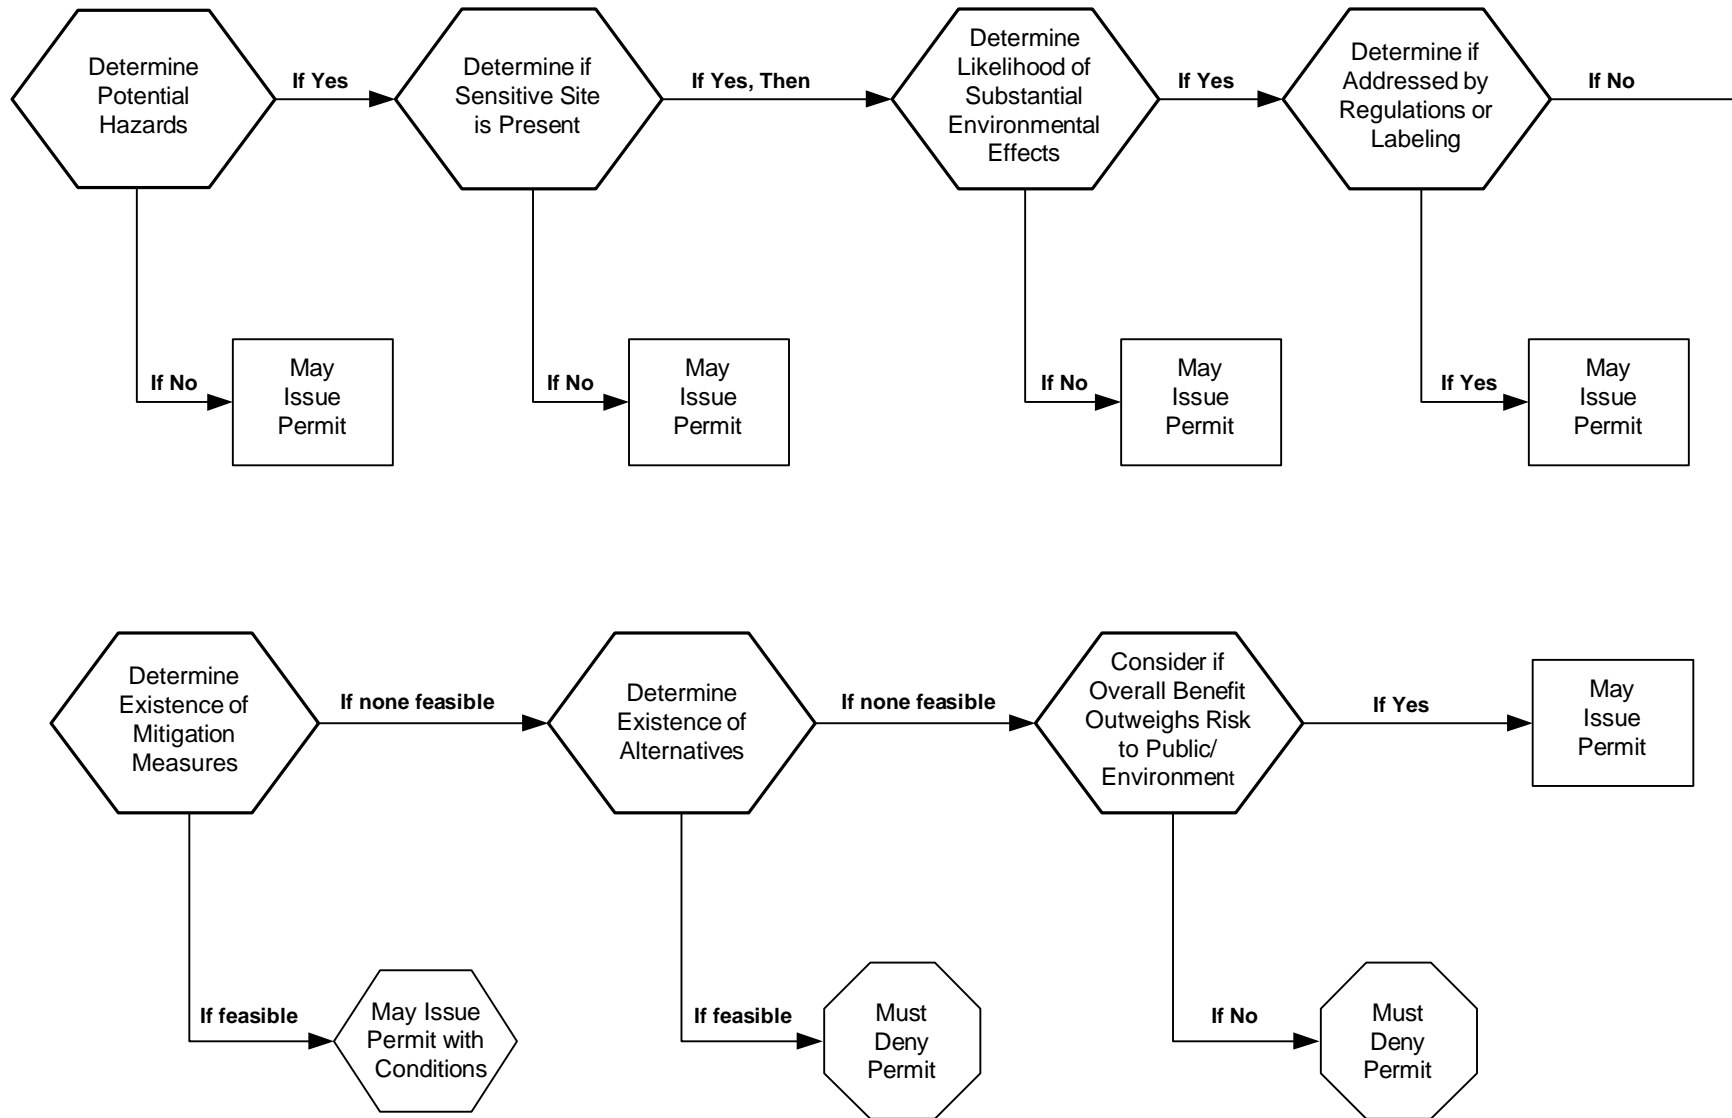 Determine
Potential
Hazards
If Yes
Determine if
Sensitive Site
is Present
If Yes, Then
Determine
Likelihood of
Substantial
Environmental
Effects
If Yes
Determine if
Addressed by
Regulations or
Labeling
If No
If No
May
Issue
Permit
If No
May
Issue
Permit
If No
May
Issue
Permit
If Yes
May
Issue
Permit
Determine
Existence of
Mitigation
Measures
If none feasible
Determine
Existence of
Alternatives
If none feasible
Consider if
Overall Benefit
Outweighs Risk
to Public/
Environment
If Yes
May
Issue
Permit
If feasible
May Issue
Permit with
Conditions
If feasible
Must
Deny
Permit
If No
Must
Deny
Permit